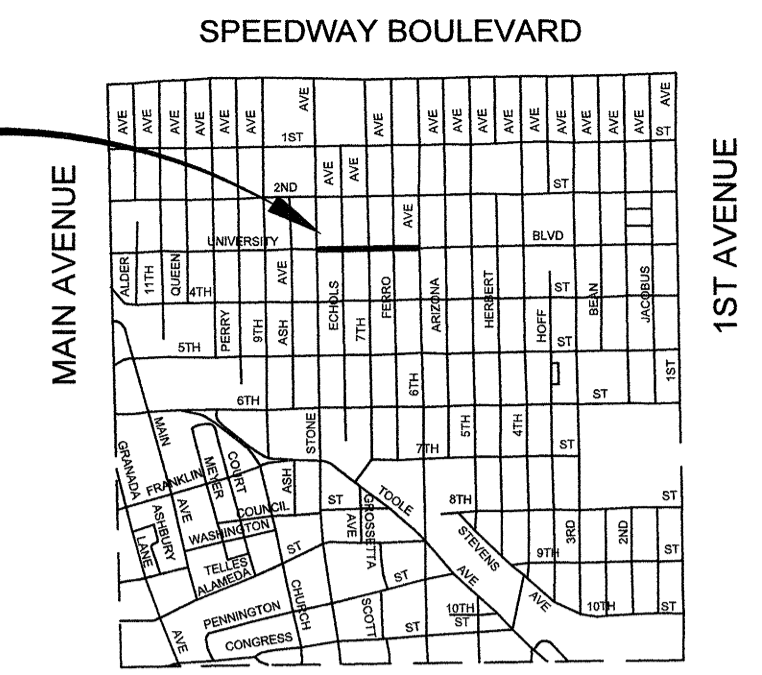 SPEEDWAY BOULEVARD
AVE AVE AVE AVE AVE AVE AVE AVE AVE AVE AVE AVE AVE AVE AVE AVE AVE AVE
1ST ST
AVE AVE
2ND ST
AVE
UNIVERSITY BLVD
MAIN AVENUE
1ST AVENUE
ALDER
11TH
QUEEN
4TH ST
AVE
ECHOLS
FERRO
ARIZONA
HERBERT
BEAN
JACOBUS
PERRY
9TH
ASH
7TH
HOFF
5TH ST
6TH
1ST
6TH ST
STONE
5TH
4TH
7TH ST
MAIN
GRANADA
FRANKLIN
MEYER
COURT
ASH
ST
TOOLE
8TH ST
AVE
COUNCIL
ASHBURY
LANE
WASHINGTON
AVE
GROSSETTA
STEVENS
3RD
2ND
9TH ST
ST
TELLES
ALAMEDA
ST
AVE
AVE
CHURCH
PENNINGTON
SCOTT
ST
10TH
ST
10TH ST
AVE
CONGRESS